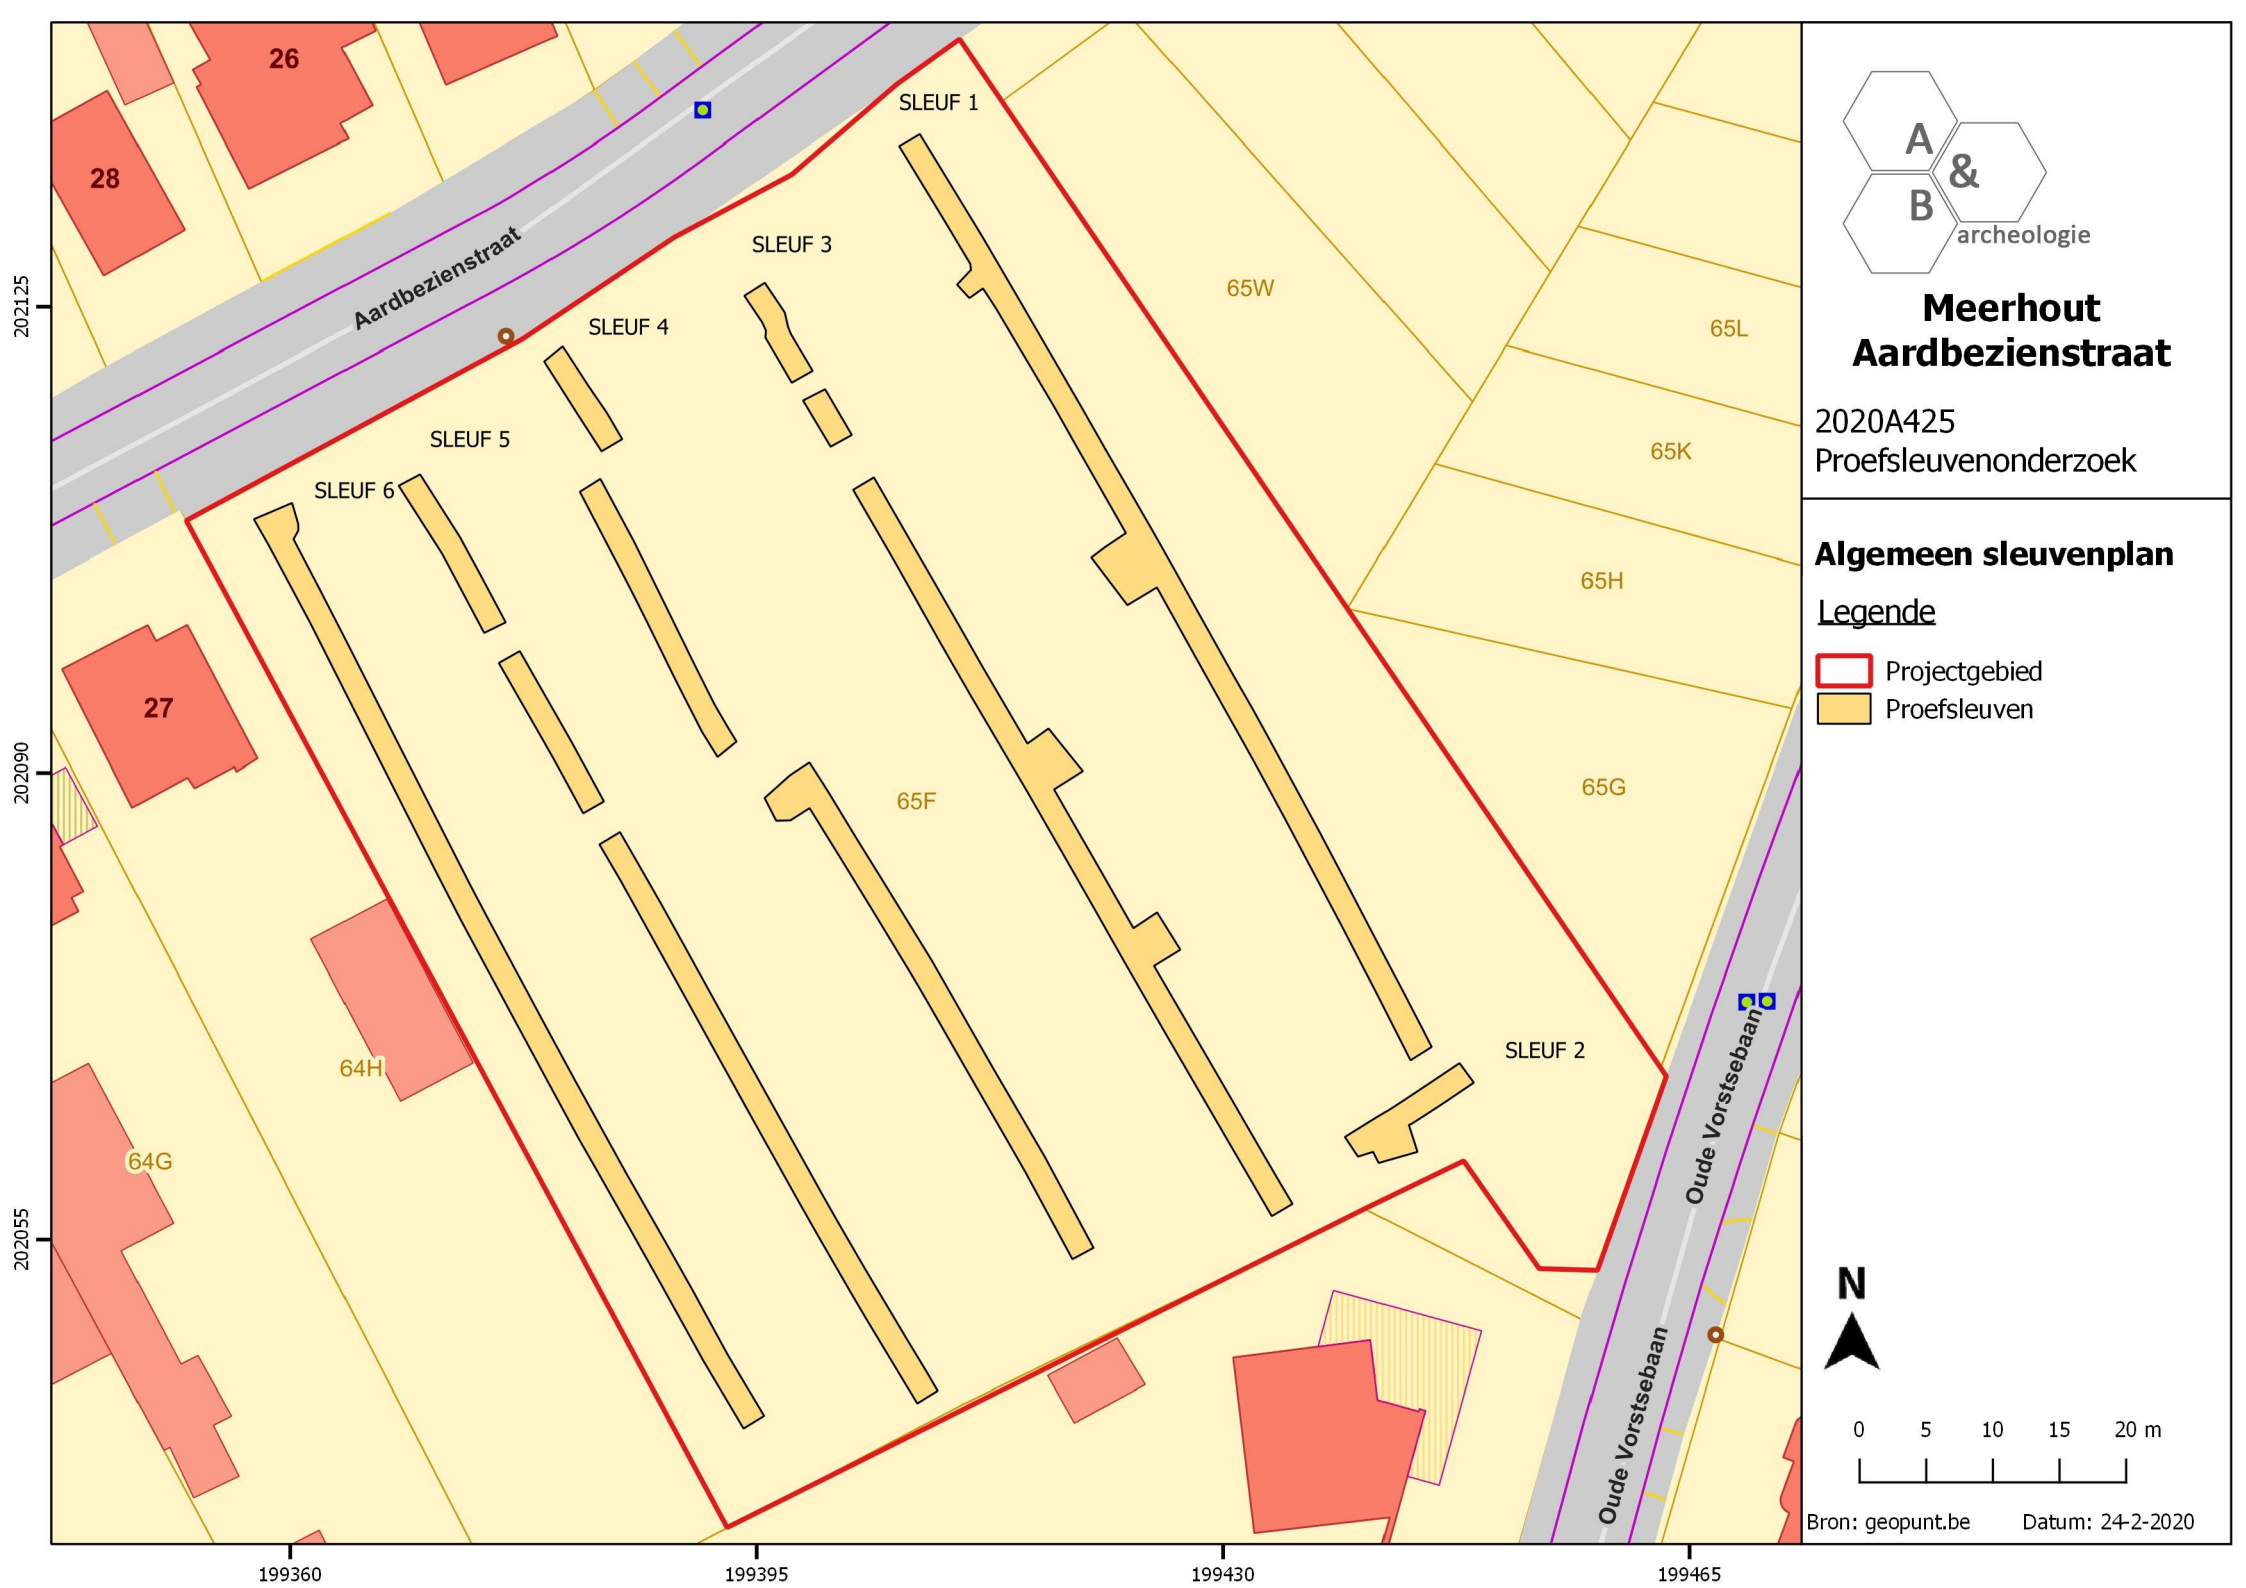 26
28
Aardbezienstraat
SLEUF 1
SLEUF 3
SLEUF 4
SLEUF 5
SLEUF 6
65W
65L
65K
65H
65G
65F
27
64H
64G
SLEUF 2
Oude Vorstsebaan
Oude Vorstsebaan
202125
202090
202055
199360
199395
199430
199465
A
&
B
archeologie
Meerhout
Aardbezienstraat
2020A425
Proefsleuvenonderzoek
Algemeen sleuvenplan
Legende
Projectgebied
Proefsleuven
N
0 5 10 15 20 m
Bron: geopunt.be Datum: 24-2-2020